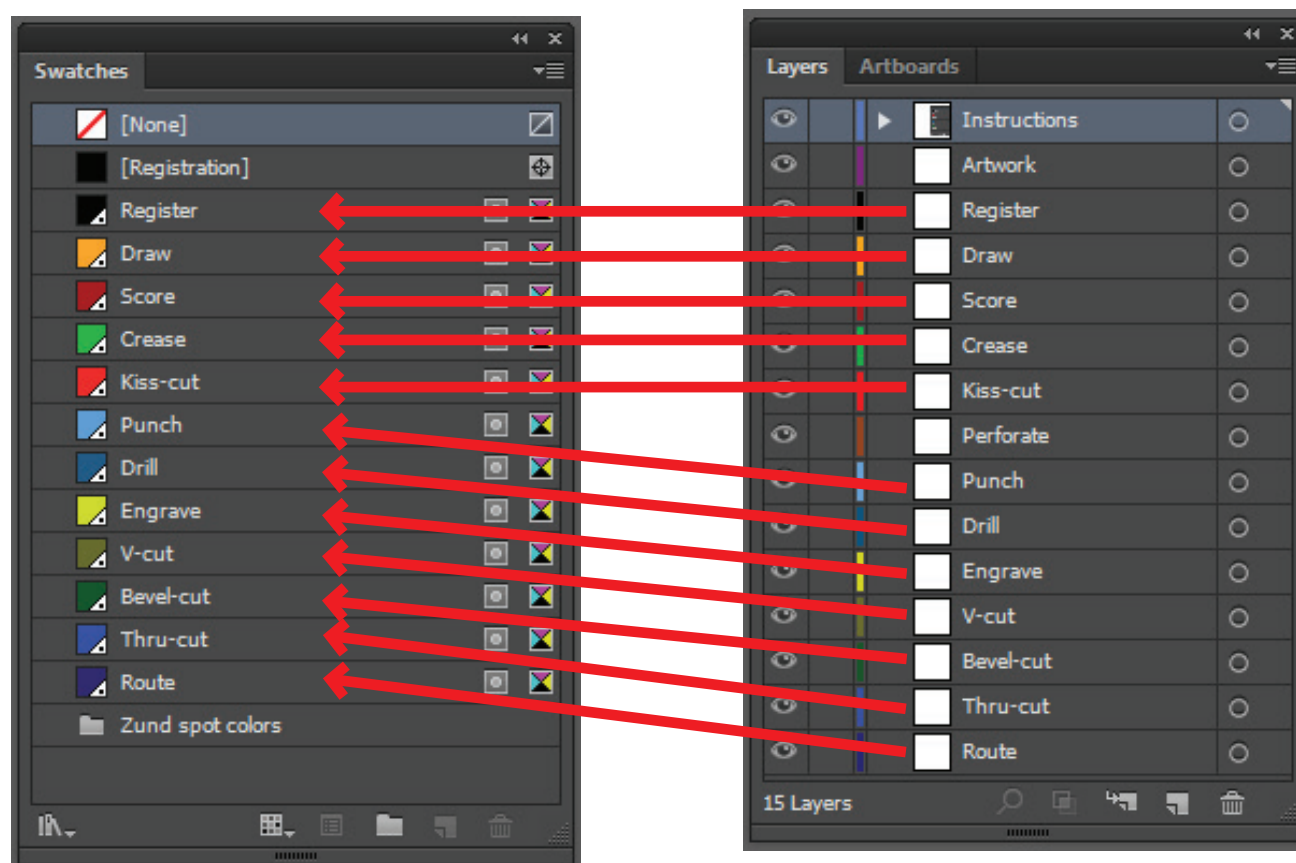 Swatches
[None]
[Registration]
Register
Draw
Score
Crease
Kiss-cut
Punch
Drill
Engrave
V-cut
Bevel-cut
Thru-cut
Route
Zund spot colors
Layers Artboards
Instructions
Artwork
Register
Draw
Score
Crease
Kiss-cut
Perforate
Punch
Drill
Engrave
V-cut
Bevel-cut
Thru-cut
Route
15 Layers